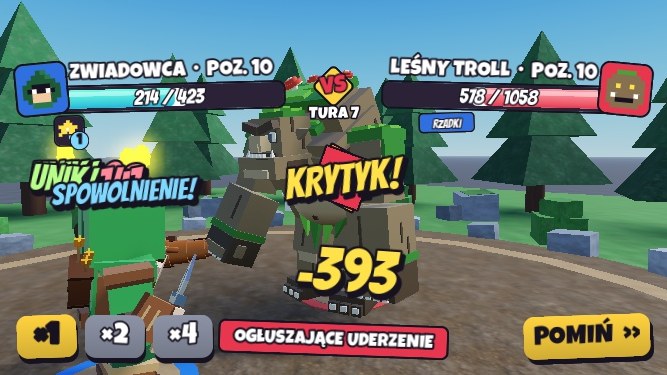 ZWIADOWCA • POZ. 10
214 / 423
VS
TURA 7
LEŚNY TROLL • POZ. 10
578 / 1058
RZADKI
1
UNIK!
SPOWOLNIENIE!
KRYTYK!
-393
×1
×2
×4
OGŁUSZAJĄCE UDERZENIE
POMIŃ »